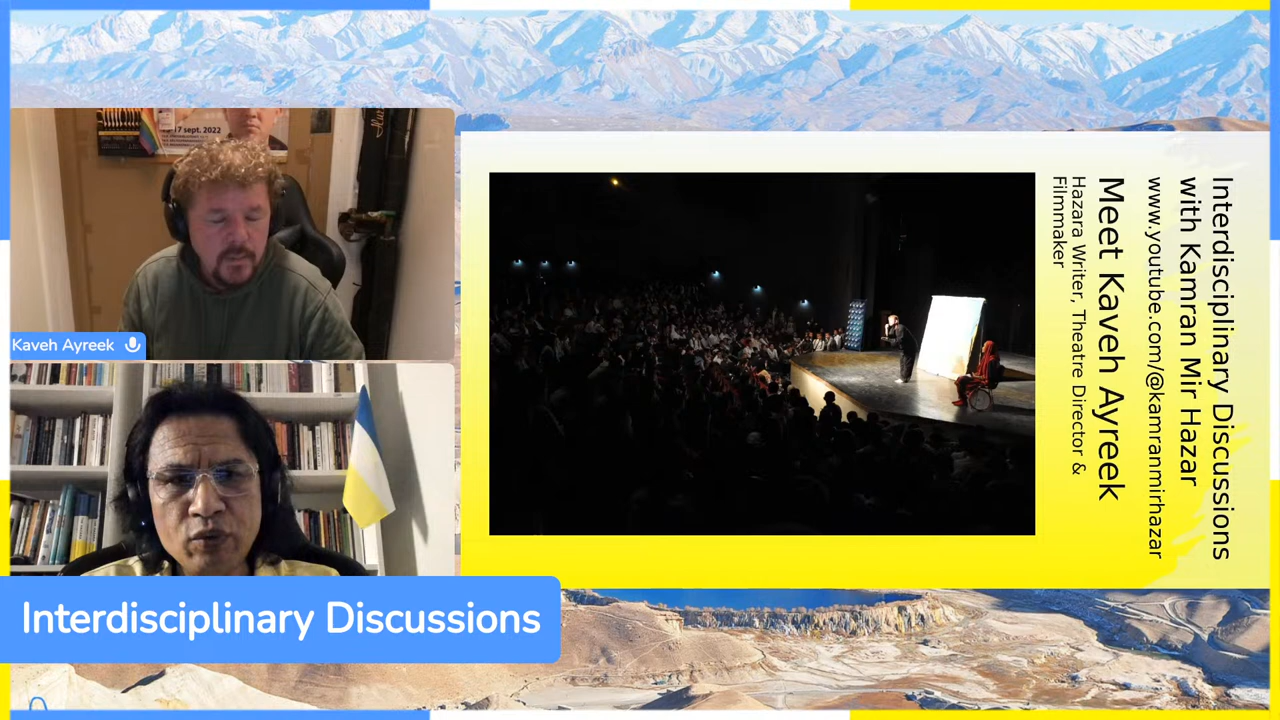 17 sept. 2022
Kaveh Ayreek
Interdisciplinary Discussions
Interdisciplinary Discussions
with Kamran Mir Hazar
www.youtube.com/@kamranmirhazar
Meet Kaveh Ayreek
Hazara Writer, Theatre Director &
Filmmaker